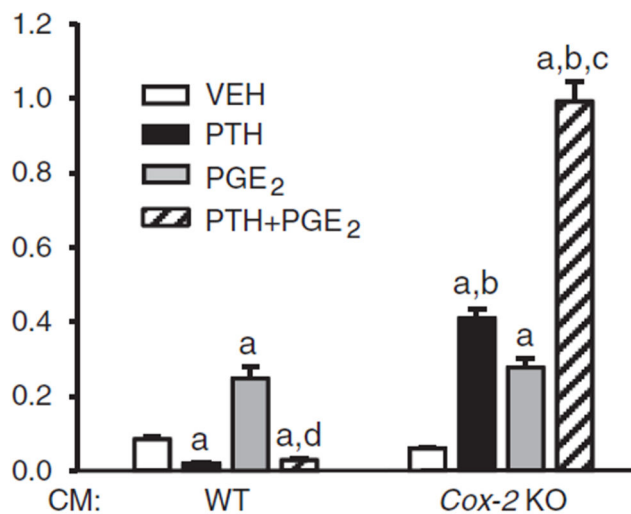 1.2
1.0
0.8
0.6
0.4
0.2
0.0
VEH
PTH
PGE₂
PTH+PGE₂
a
a
a,d
a,b
a
a,b,c
CM: WT Cox-2 KO